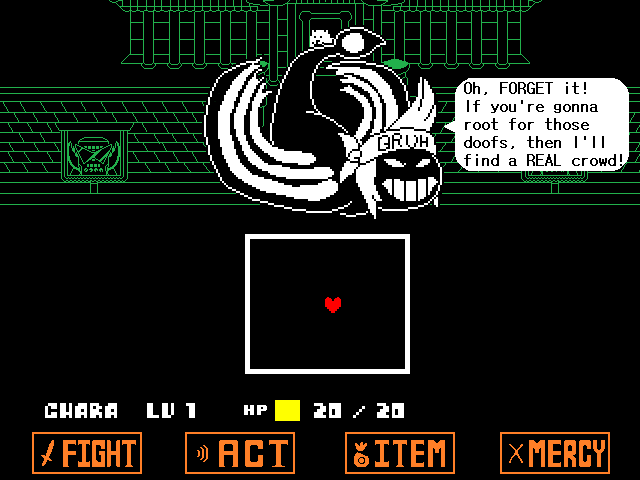 Oh, FORGET it!
If you're gonna
root for those
doofs, then I'll
find a REAL crowd!
CHARA LV 1 HP 20 / 20
FIGHT ACT ITEM MERCY